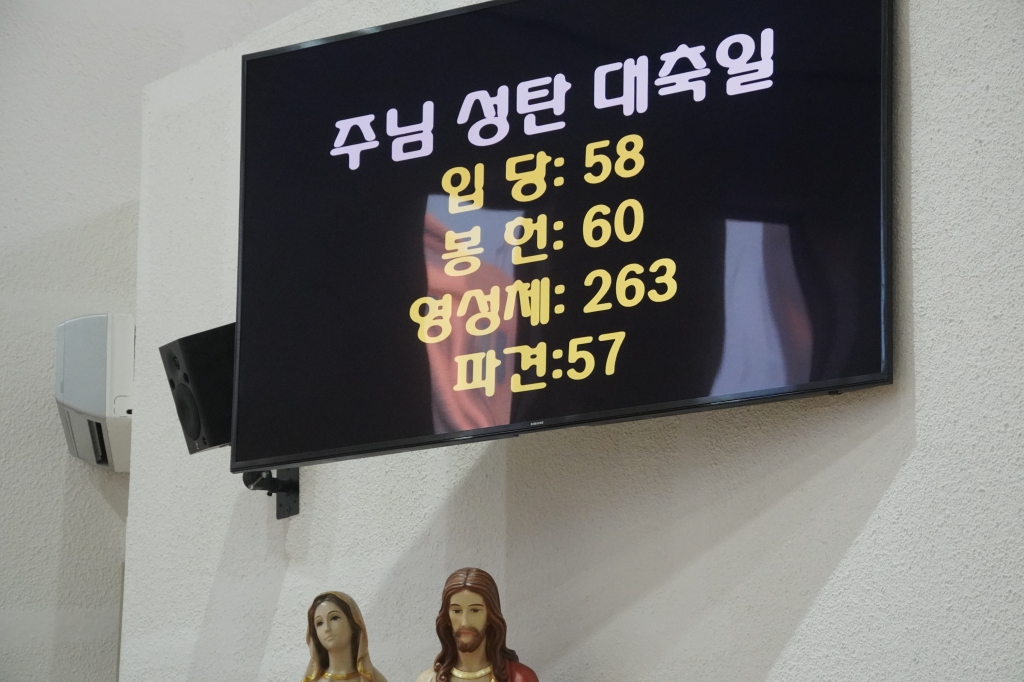 주님 성탄 대축일
입 당: 58
봉 헌: 60
영성체: 263
파견:57
SAMSUNG